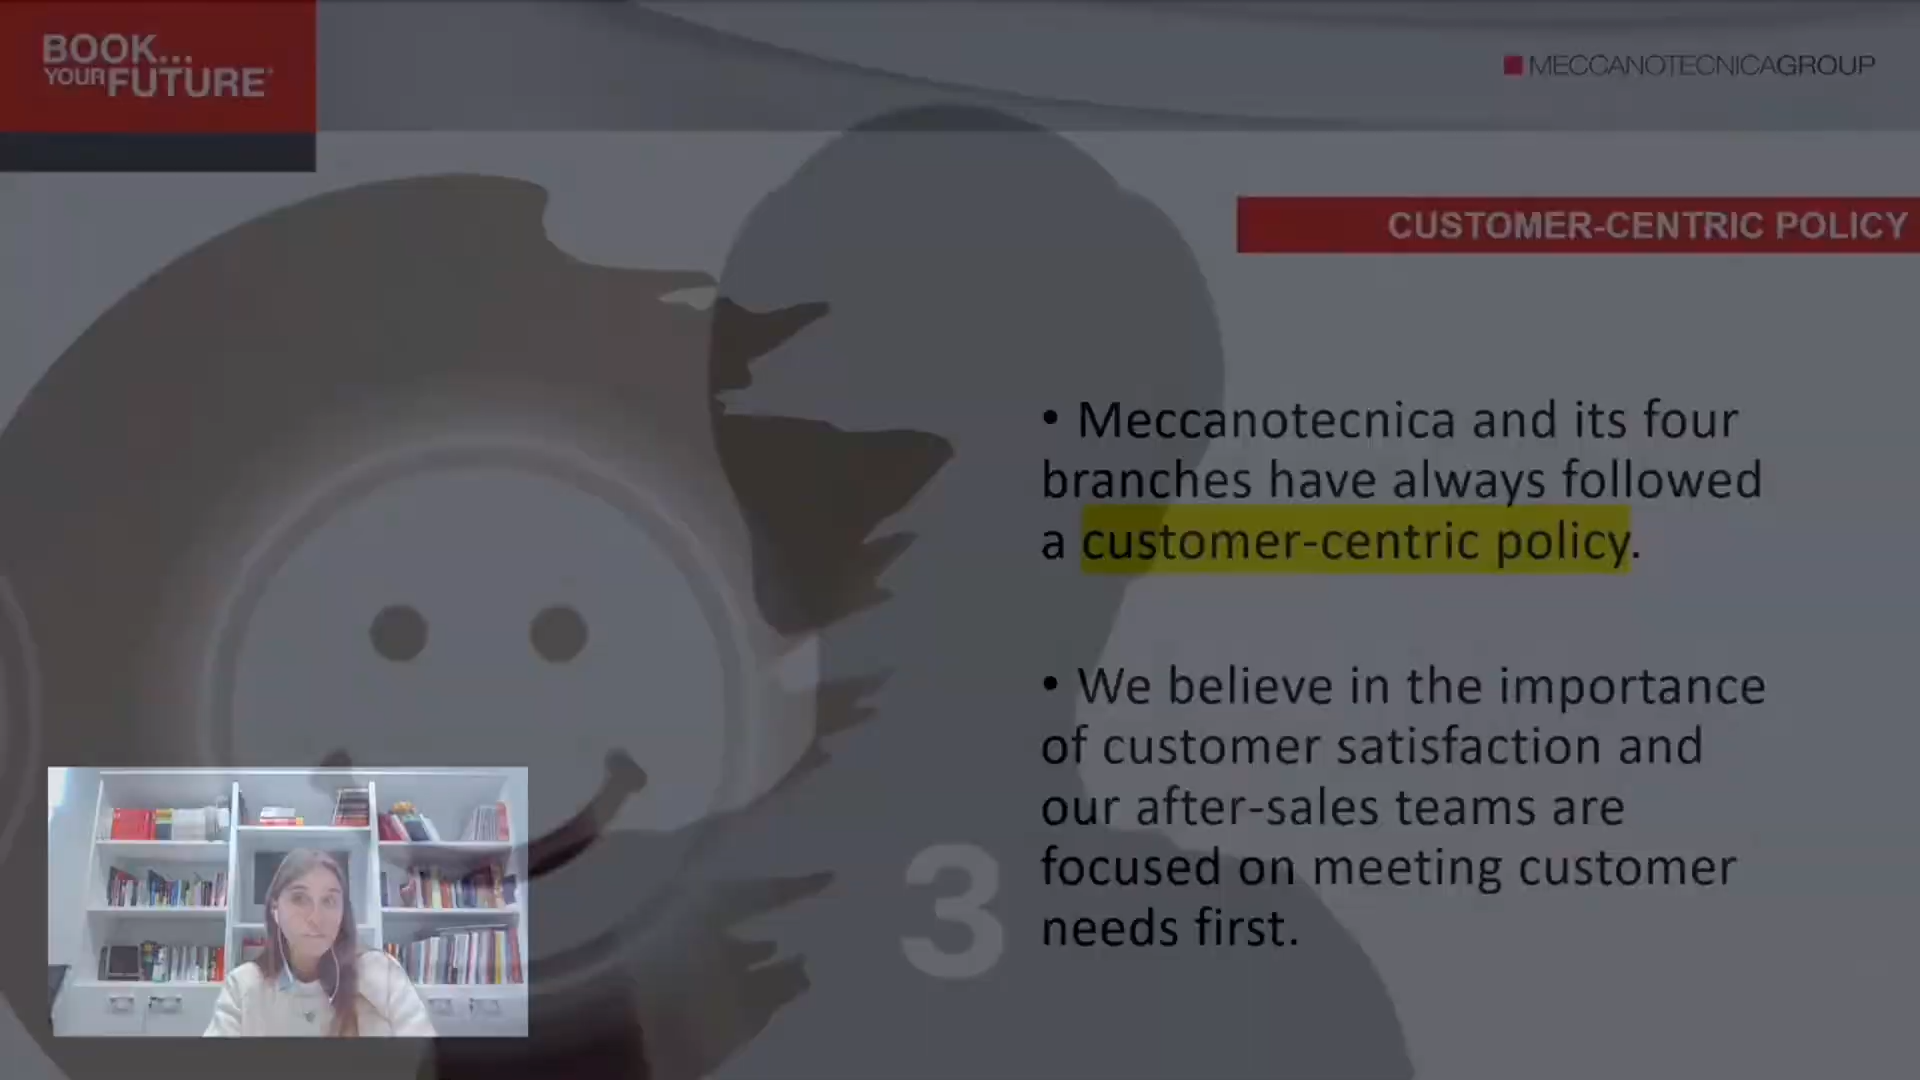 BOOK...
YOUR FUTURE
MECCANOTECNICAGROUP
CUSTOMER-CENTRIC POLICY
• Meccanotecnica and its four
branches have always followed
a customer-centric policy.
• We believe in the importance
of customer satisfaction and
our after-sales teams are
focused on meeting customer
needs first.
3